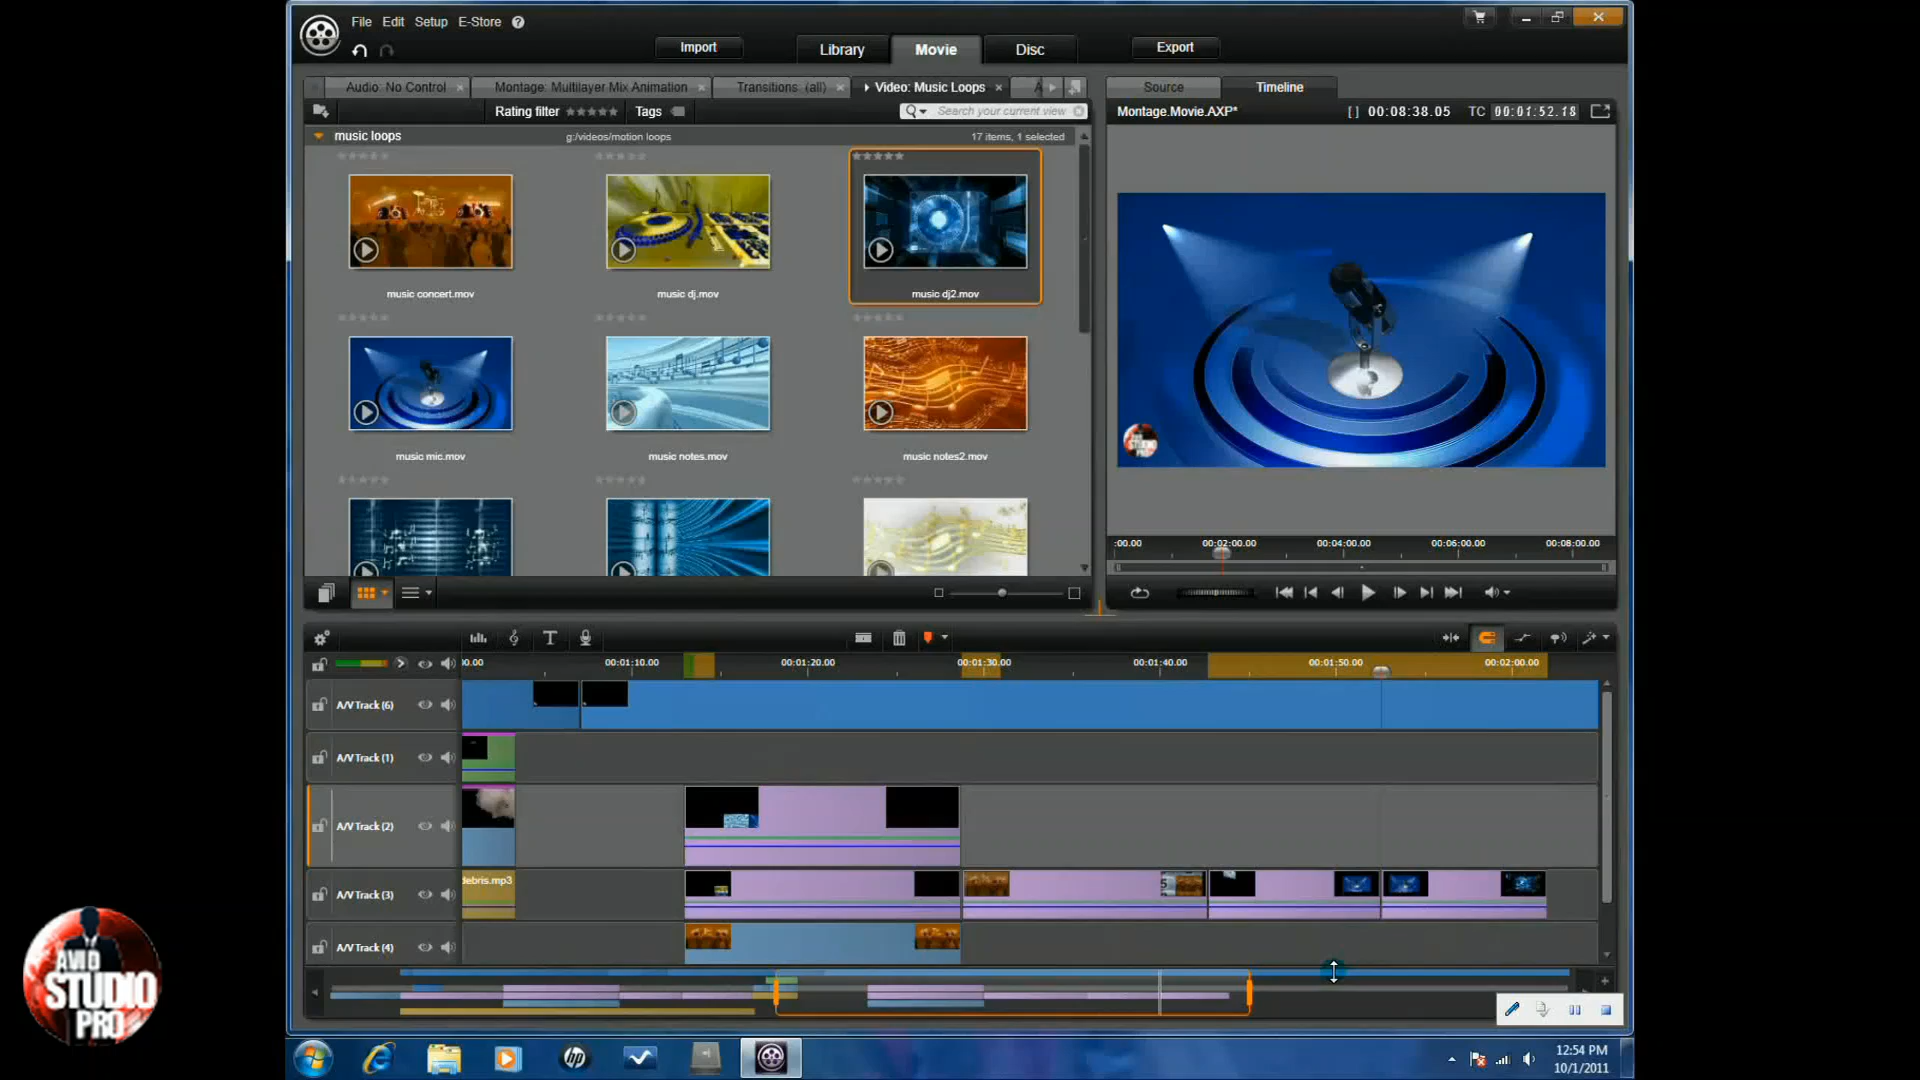 File Edit Setup E-Store ?
Import Library Movie Disc Export
Audio: No Control Montage: Multilayer Mix Animation Transitions (all) Video: Music Loops A
Source Timeline
Rating filter Tags Search your current view
Montage.Movie.AXP* [] 00:08:38.05 TC 00:01:52.18
music loops g:/videos/motion loops 17 items, 1 selected
music concert.mov music dj.mov music dj2.mov
music mic.mov music notes.mov music notes2.mov
:00.00 00:02:00.00 00:04:00.00 00:06:00.00 00:08:00.00
00:01:10.00 00:01:20.00 00:01:30.00 00:01:40.00 00:01:50.00 00:02:00.00
A/V Track (6)
A/V Track (1)
A/V Track (2)
A/V Track (3) debris.mp3
A/V Track (4)
AVID
STUDIO
PRO
hp
12:54 PM
10/1/2011